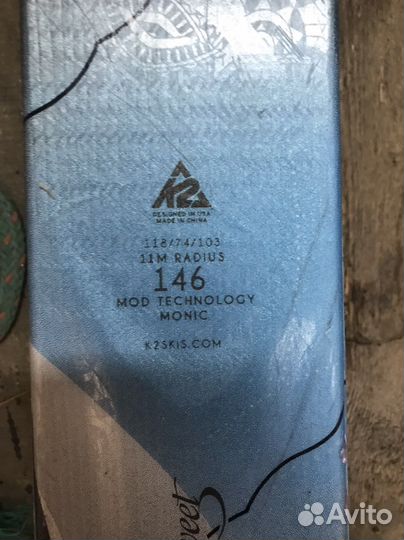 K2
DESIGNED IN USA
MADE IN CHINA
118/74/103
11M RADIUS
146
MOD TECHNOLOGY
MONIC
K2SKIS.COM
Avito